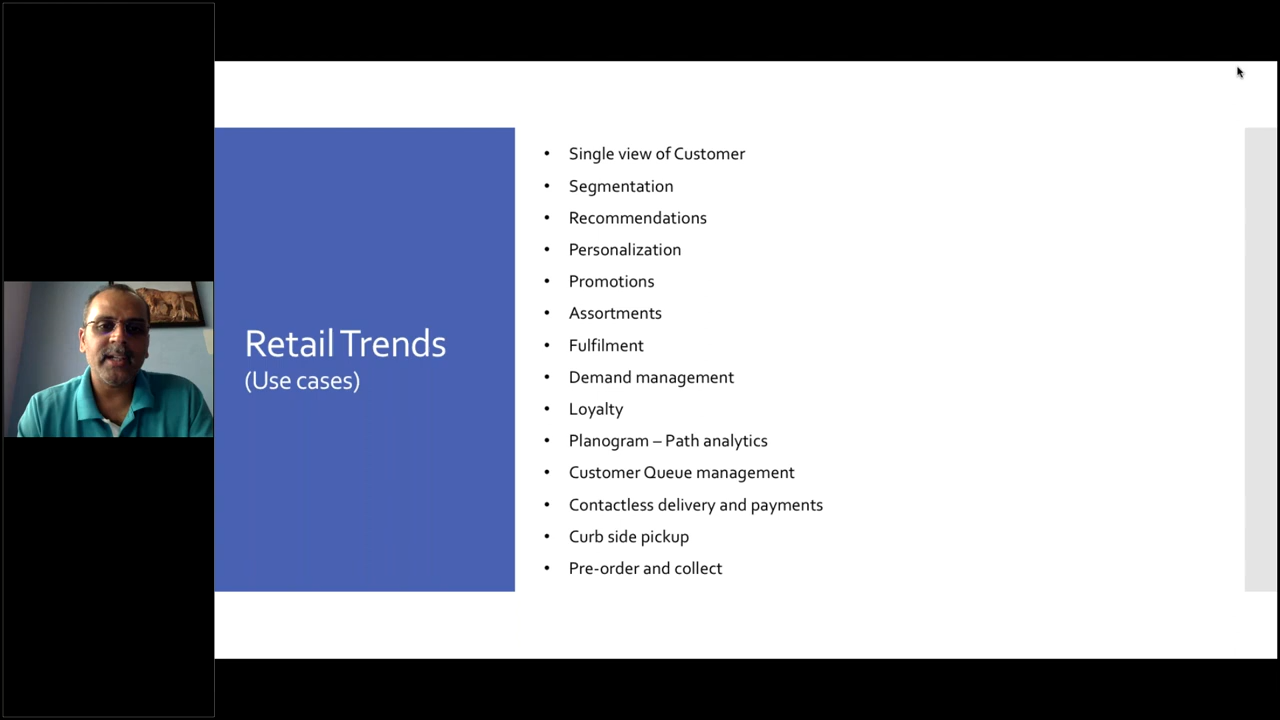 Retail Trends
(Use cases)
• Single view of Customer
• Segmentation
• Recommendations
• Personalization
• Promotions
• Assortments
• Fulfilment
• Demand management
• Loyalty
• Planogram – Path analytics
• Customer Queue management
• Contactless delivery and payments
• Curb side pickup
• Pre-order and collect